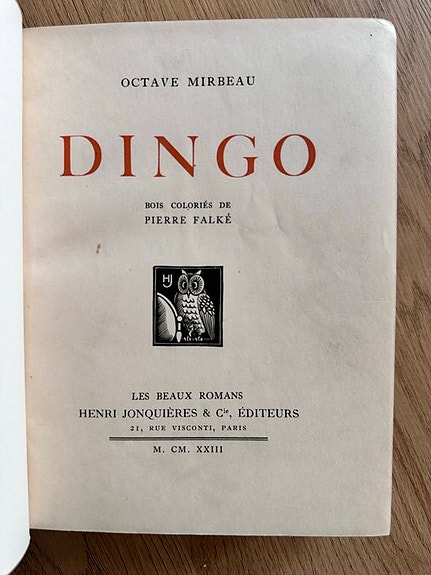 OCTAVE MIRBEAU
DINGO
BOIS COLORIÉS DE
PIERRE FALKÉ
HJ
LES BEAUX ROMANS
HENRI JONQUIÈRES & Cie, ÉDITEURS
21, RUE VISCONTI, PARIS
M. CM. XXIII